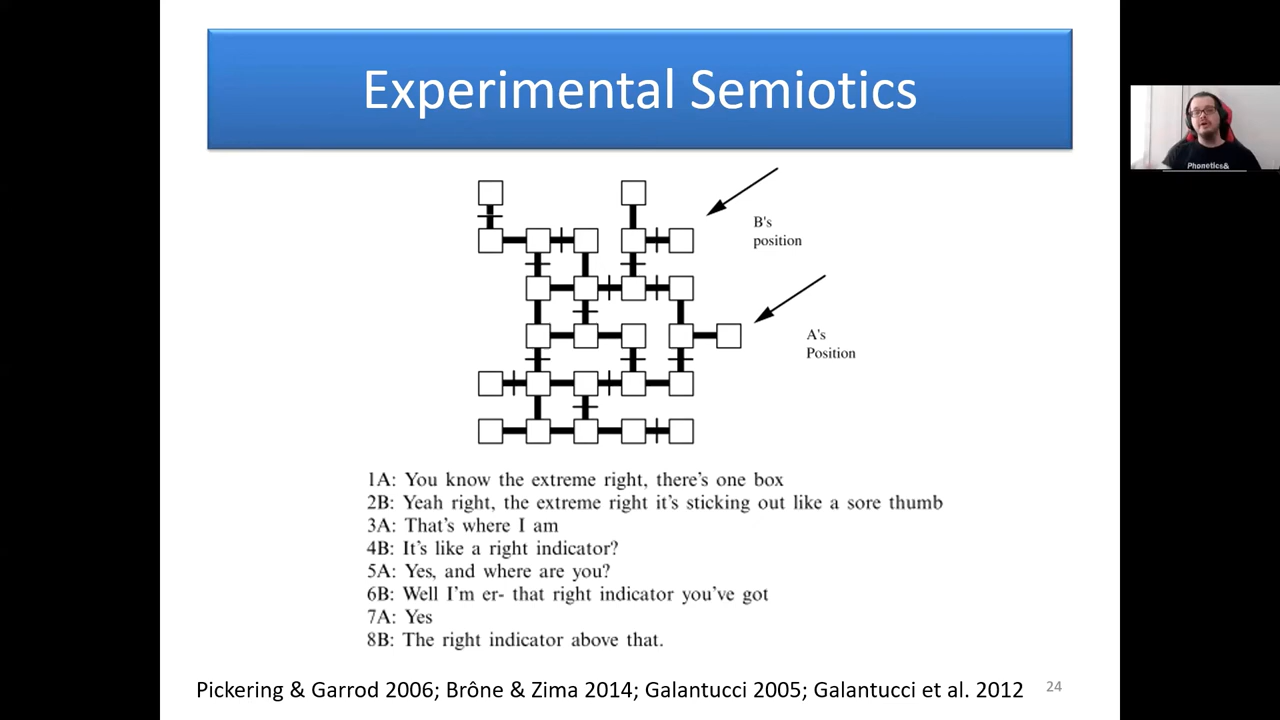 Experimental Semiotics
B's
position
A's
Position
1A: You know the extreme right, there's one box
2B: Yeah right, the extreme right it's sticking out like a sore thumb
3A: That's where I am
4B: It's like a right indicator?
5A: Yes, and where are you?
6B: Well I'm er- that right indicator you've got
7A: Yes
8B: The right indicator above that.
Pickering & Garrod 2006; Brône & Zima 2014; Galantucci 2005; Galantucci et al. 2012
24
Phonetics&